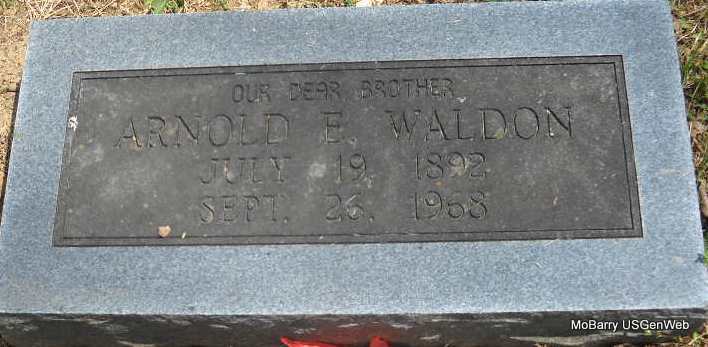 OUR DEAR BROTHER
ARNOLD E. WALDON
JULY 19, 1892
SEPT. 26, 1968
MoBarry USGenWeb